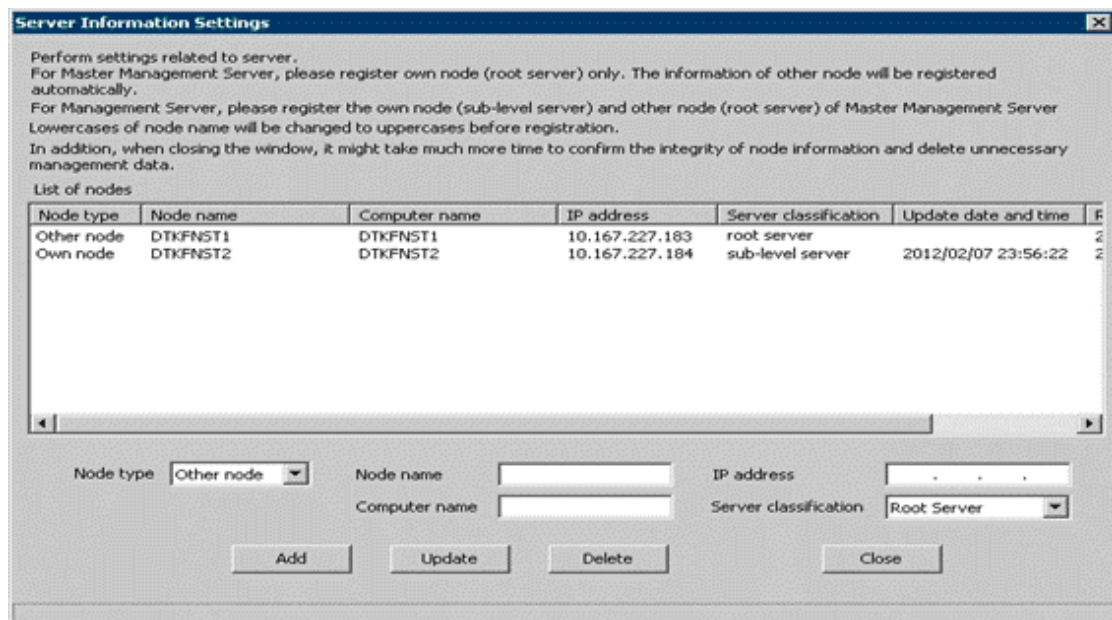 Server Information Settings
Perform settings related to server.
For Master Management Server, please register own node (root server) only. The information of other node will be registered
automatically.
For Management Server, please register the own node (sub-level server) and other node (root server) of Master Management Server
Lowercases of node name will be changed to uppercases before registration.
In addition, when closing the window, it might take much more time to confirm the integrity of node information and delete unnecessary
management data.
List of nodes
Node type Node name Computer name IP address Server classification Update date and time
Other node DTKFNST1 DTKFNST1 10.167.227.183 root server 2
Own node DTKFNST2 DTKFNST2 10.167.227.184 sub-level server 2012/02/07 23:56:22 2
Node type Other node Node name IP address . . .
Computer name Server classification Root Server
Add Update Delete Close